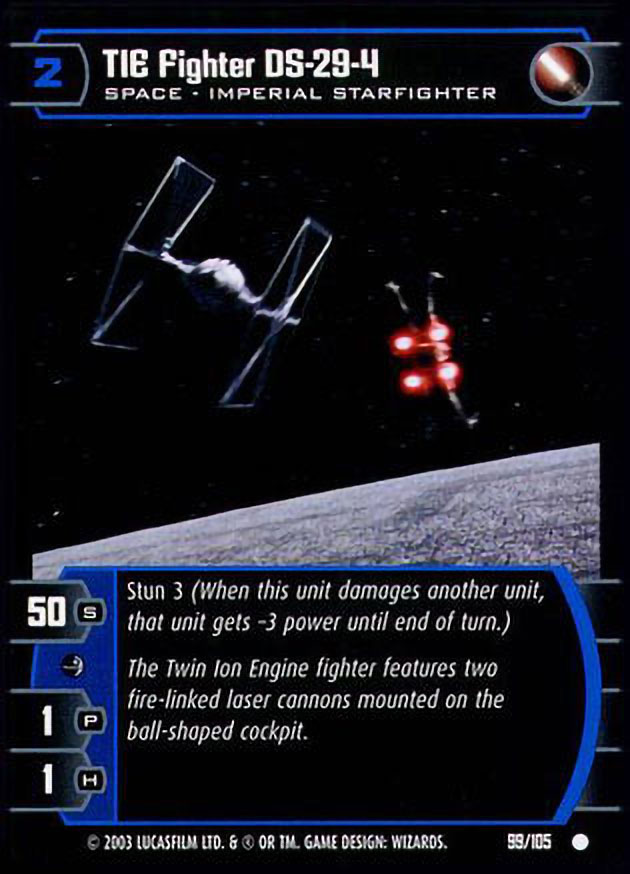 2
TIE Fighter DS-29-4
SPACE • IMPERIAL STARFIGHTER
50 S
Stun 3 (When this unit damages another unit,
that unit gets -3 power until end of turn.)
The Twin Ion Engine fighter features two
fire-linked laser cannons mounted on the
ball-shaped cockpit.
1 P
1 H
© 2003 LUCASFILM LTD. & ® OR TM. GAME DESIGN: WIZARDS.
99/105